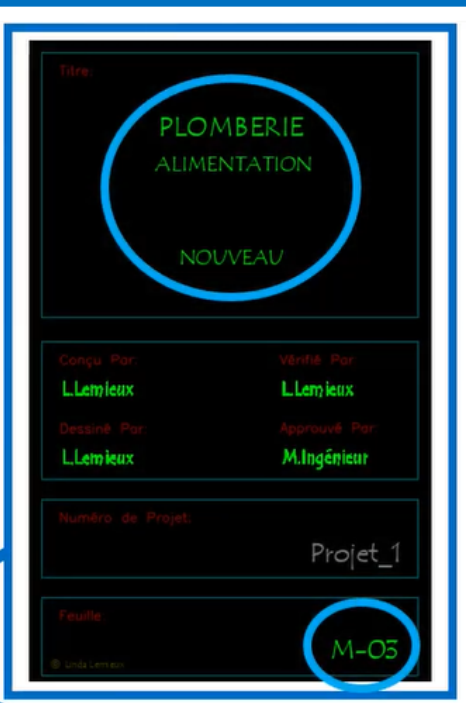 Titre:
PLOMBERIE
ALIMENTATION
NOUVEAU
Conçu Par: Vérifié Par:
L.Lemieux L.Lemieux
Dessiné Par: Approuvé Par:
L.Lemieux M.Ingénieur
Numéro de Projet:
Projet_1
Feuille:
M-03
© Linda Lemieux